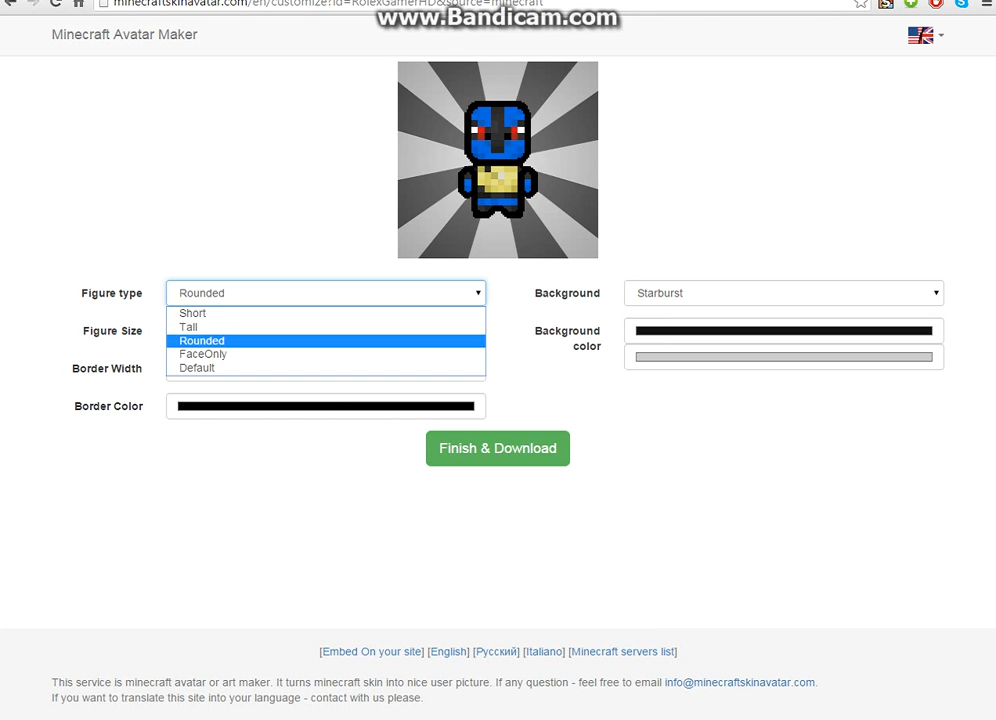 minecraftskinavatar.com/en/customize?id=RolexGamerHD&source=minecraft
www.Bandicam.com
Minecraft Avatar Maker
Figure type
Rounded
Background
Starburst
Short
Tall
Rounded
FaceOnly
Default
Figure Size
Background
color
Border Width
Border Color
Finish & Download
[Embed On your site] [English] [Русский] [Italiano] [Minecraft servers list]
This service is minecraft avatar or art maker. It turns minecraft skin into nice user picture. If any question - feel free to email info@minecraftskinavatar.com.
If you want to translate this site into your language - contact with us please.